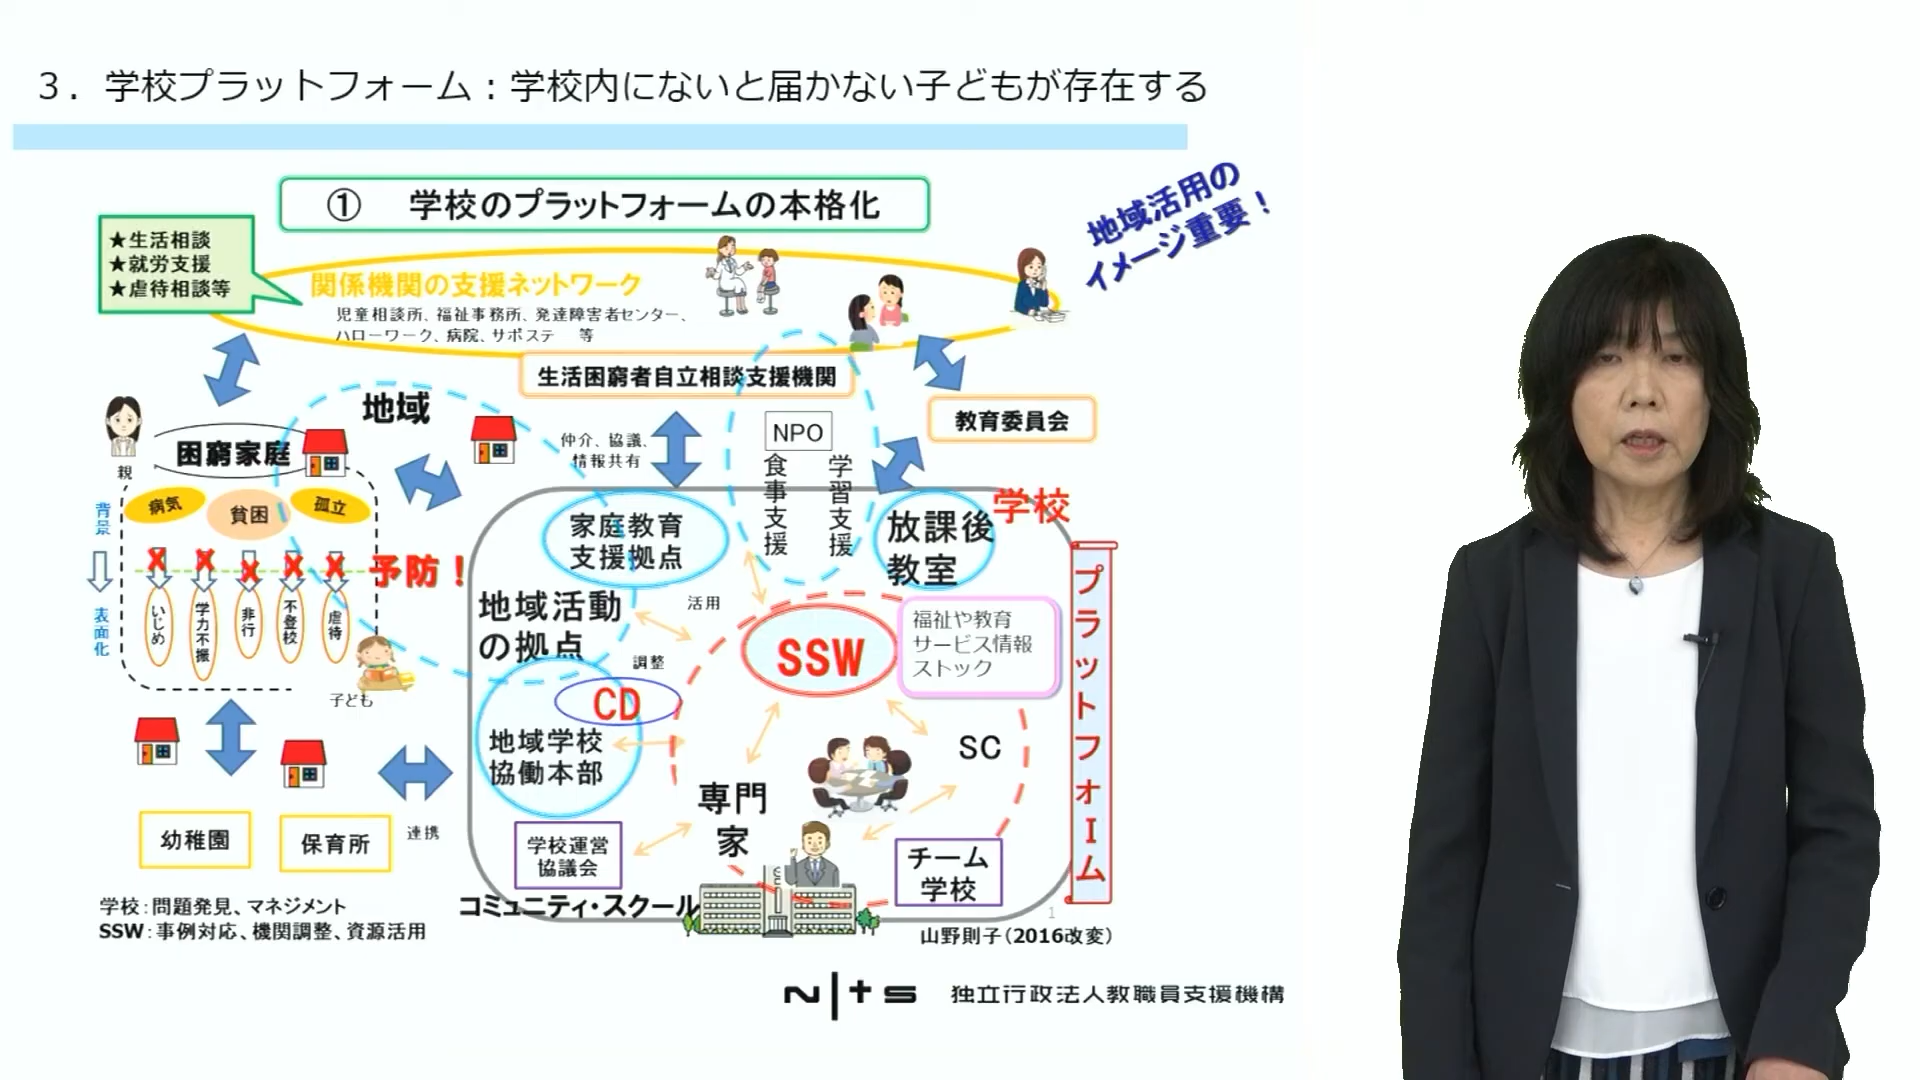 ３．学校プラットフォーム：学校内にないと届かない子どもが存在する
① 学校のプラットフォームの本格化
地域活用の
イメージ重要！
★生活相談
★就労支援
★虐待相談等
関係機関の支援ネットワーク
児童相談所、福祉事務所、発達障害者センター、
ハローワーク、病院、サポステ 等
生活困窮者自立相談支援機関
教育委員会
地域
親
困窮家庭
仲介、協議、
情報共有
NPO
食事支援
学習支援
背景
表面化
病気
貧困
孤立
予防！
いじめ
学力不振
非行
不登校
虐待
子ども
学校
家庭教育
支援拠点
放課後
教室
地域活動
の拠点
活用
調整
SSW
福祉や教育
サービス情報
ストック
プラットフォーム
CD
地域学校
協働本部
SC
専門
家
幼稚園
保育所
連携
学校運営
協議会
チーム
学校
コミュニティ・スクール
学校：問題発見、マネジメント
SSW：事例対応、機関調整、資源活用
1
山野則子（2016改変）
N|ts 独立行政法人教職員支援機構